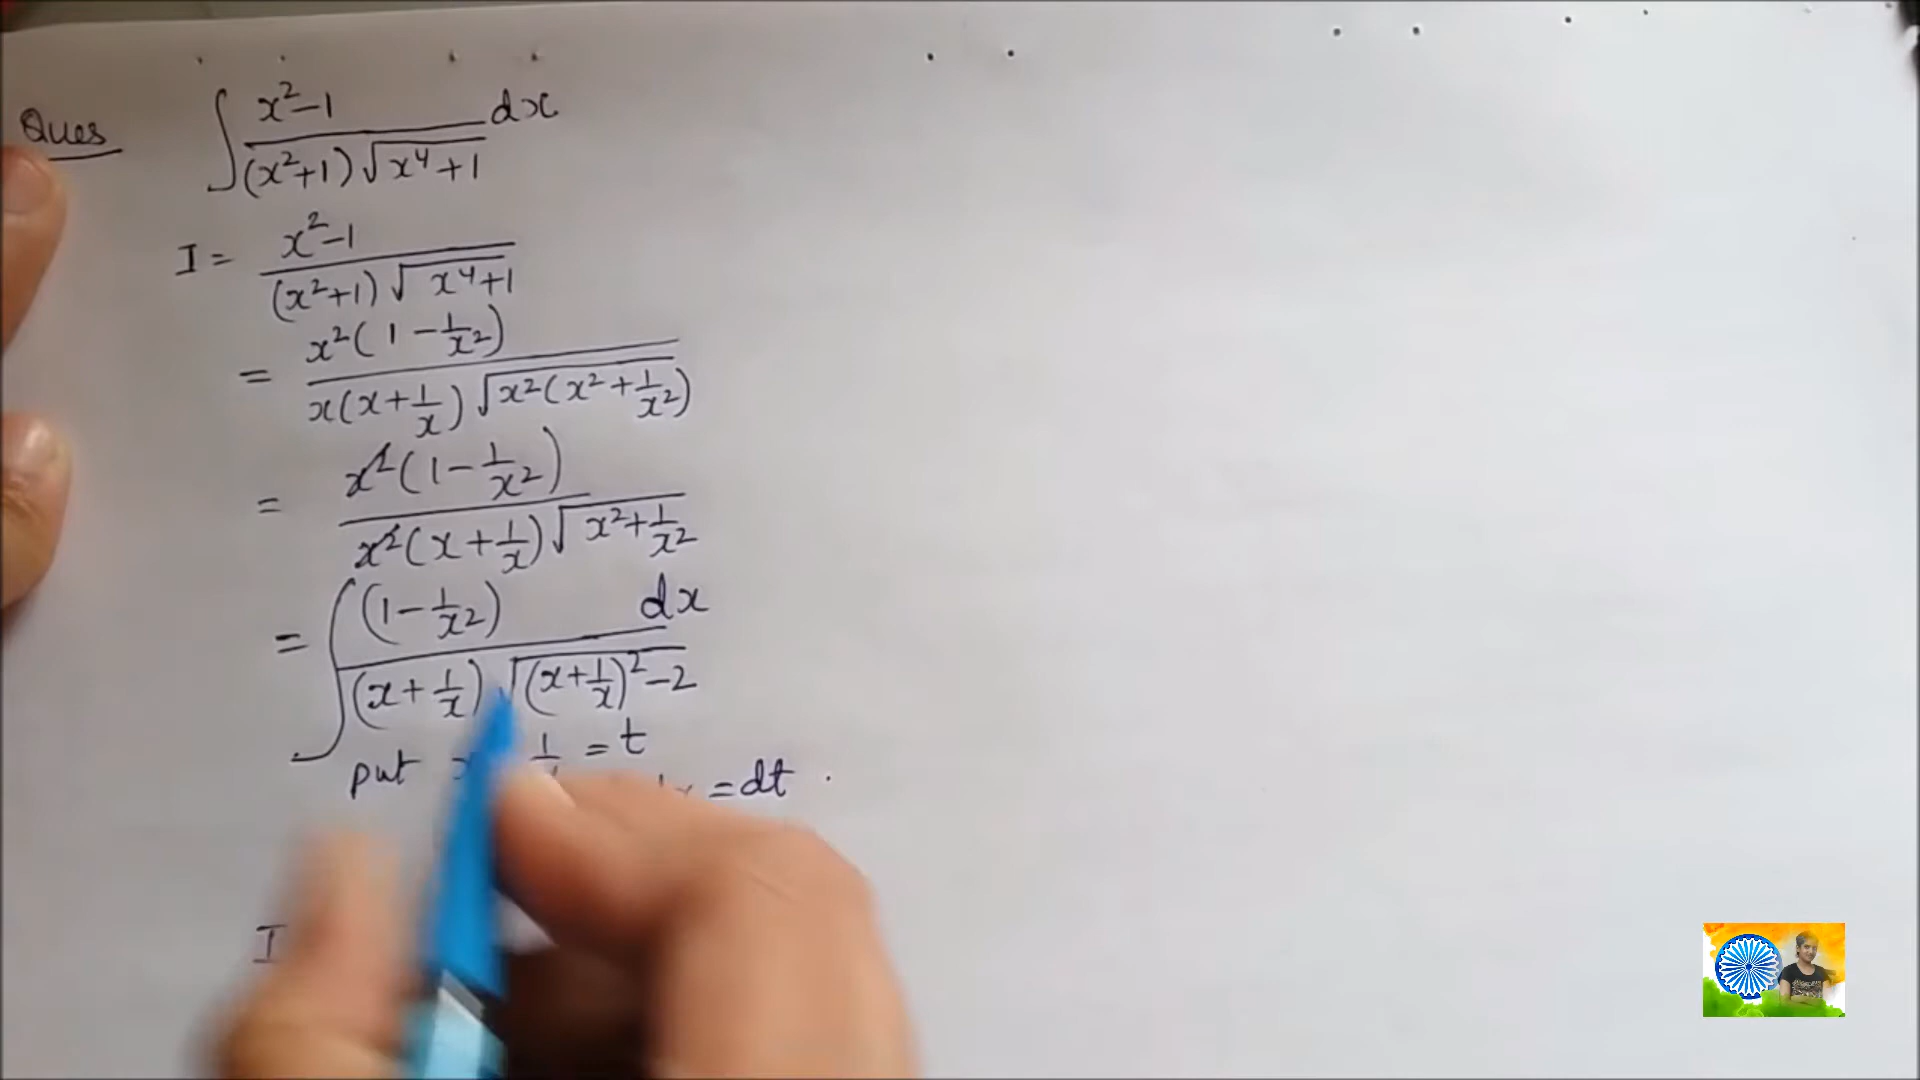 Ques ∫ x²-1 / (x²+1)√x⁴+1 dx
I = x²-1 / (x²+1)√x⁴+1
= x²(1 - 1/x²) / x(x+1/x)√x²(x²+1/x²)
= x²(1 - 1/x²) / x²(x+1/x)√x²+1/x²
= ∫ (1 - 1/x²) dx / (x+1/x)√(x+1/x)²-2
put 1 = t
= dt
I